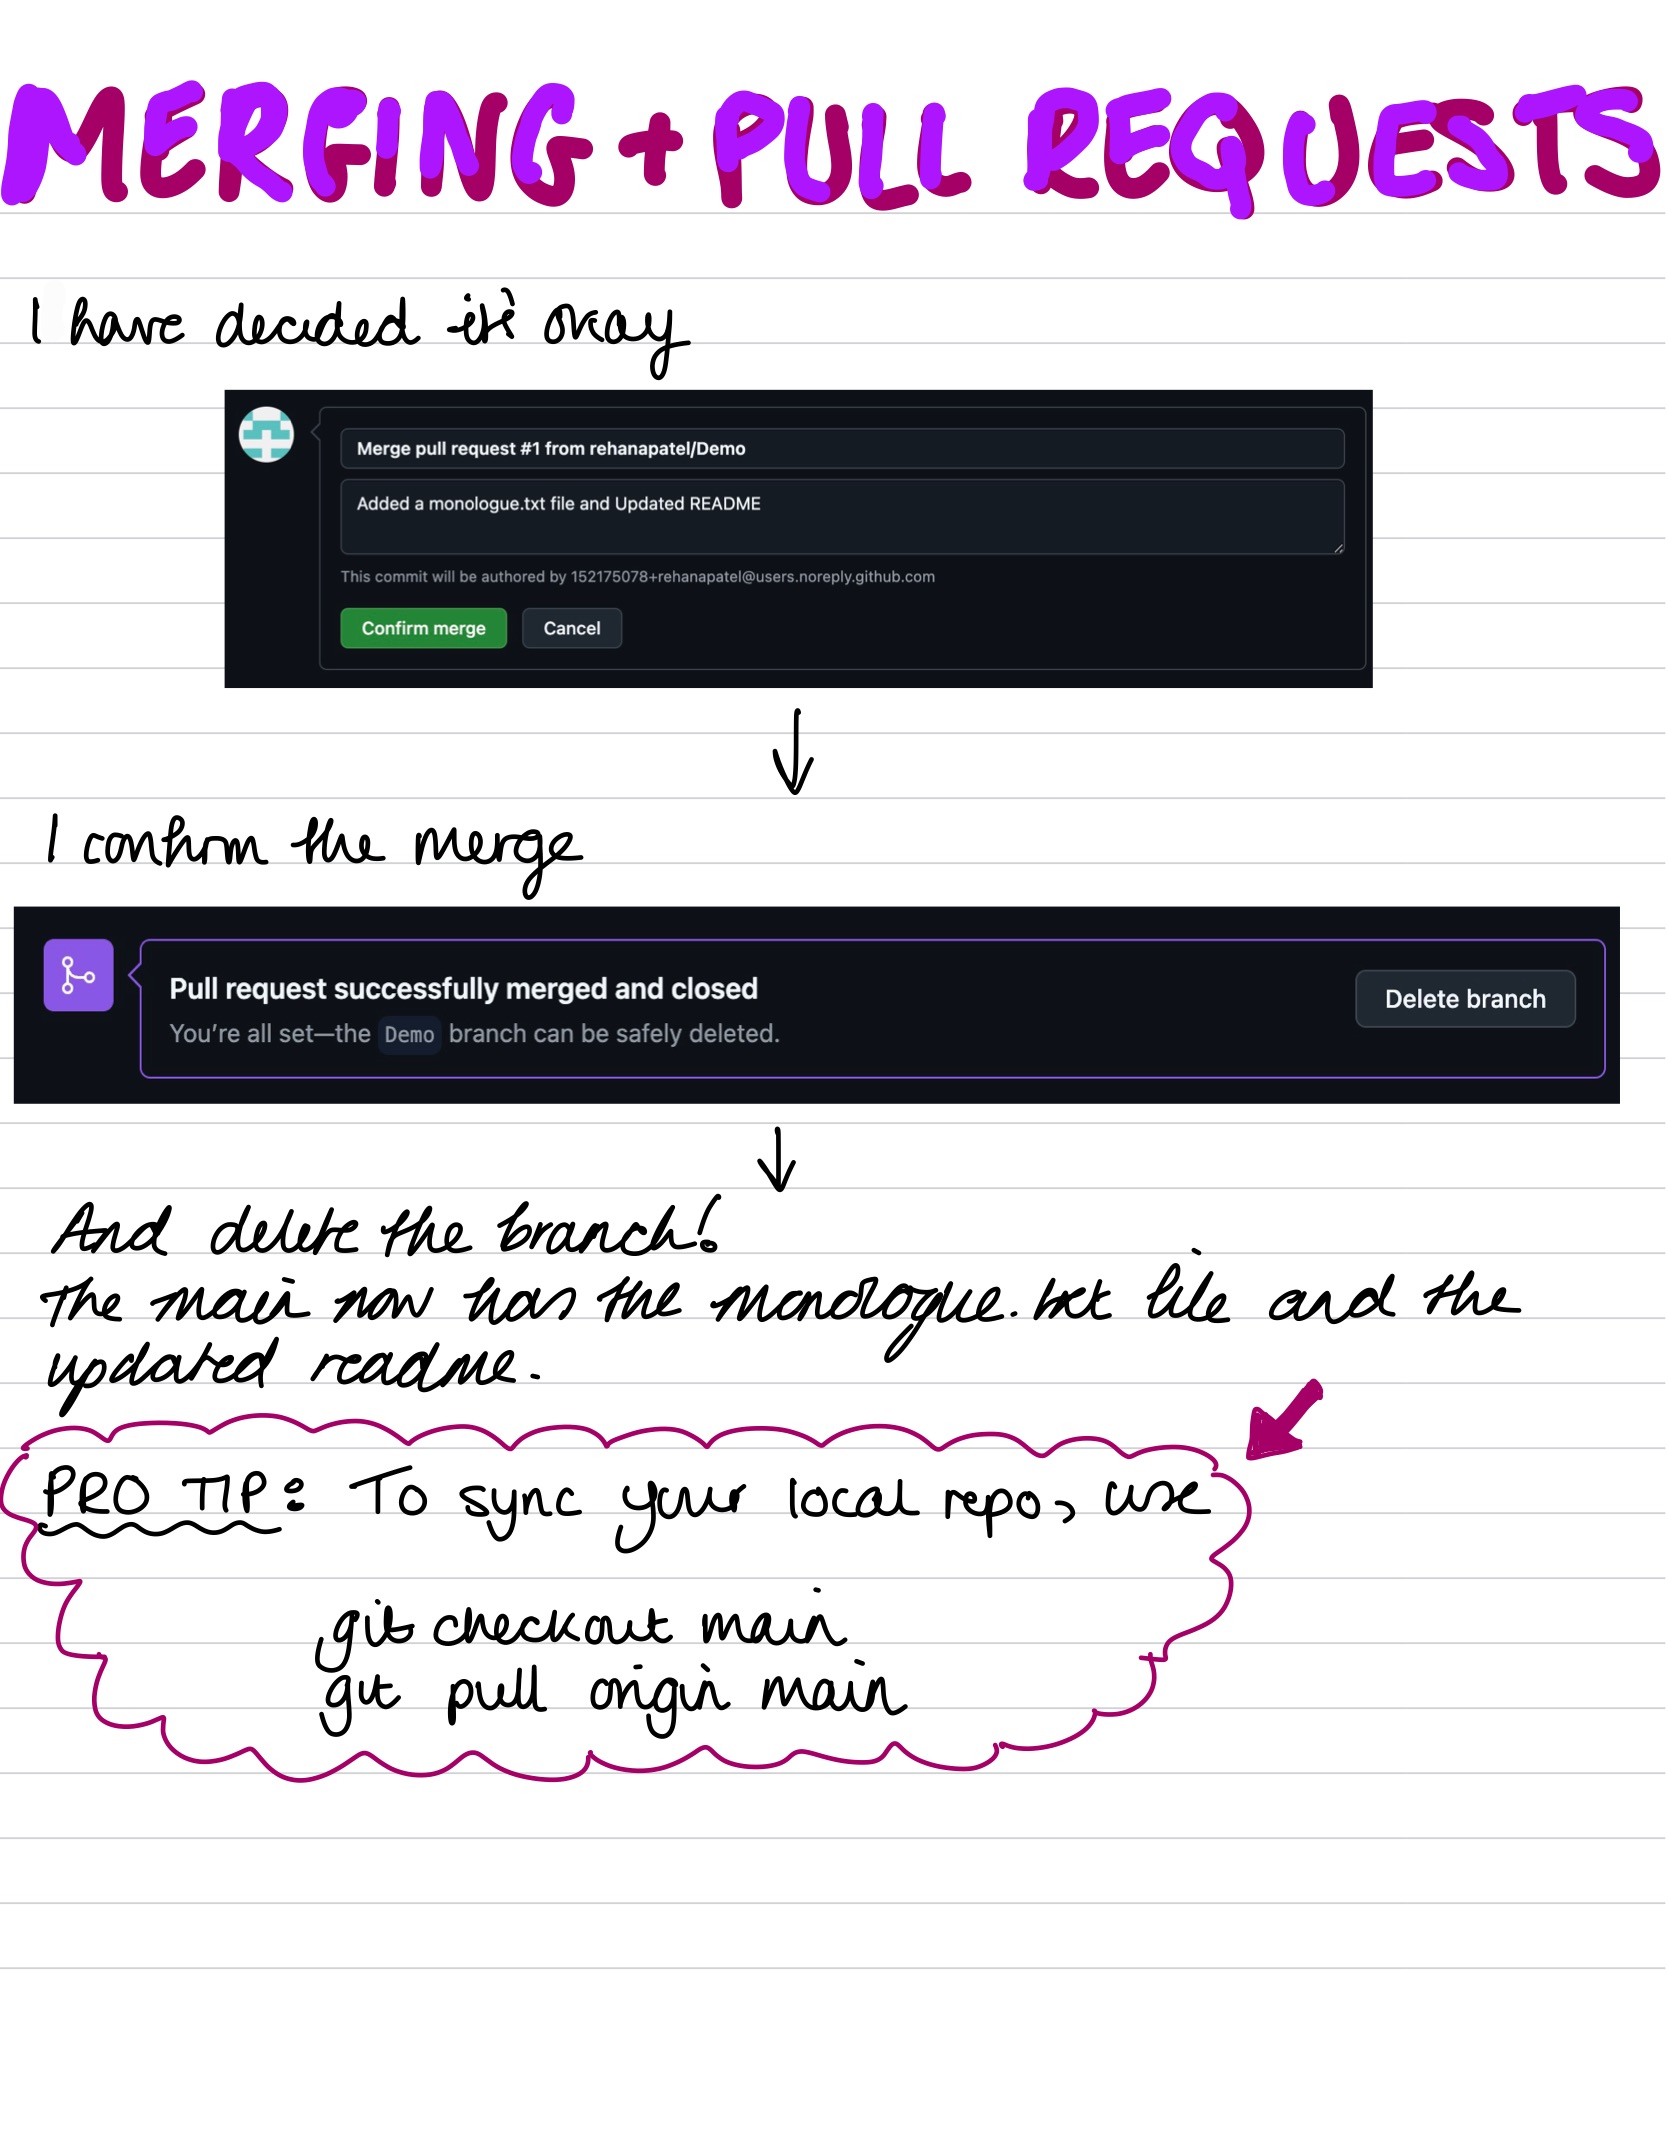 MERGING + PULL REQUESTS
I have decided it's okay
Merge pull request #1 from rehanapatel/Demo
Added a monologue.txt file and Updated README
This commit will be authored by 152175078+rehanapatel@users.noreply.github.com
Confirm merge Cancel
I confirm the merge
Pull request successfully merged and closed
You're all set—the Demo branch can be safely deleted.
Delete branch
And delete the branch!
The main now has the monologue.txt file and the
updated readme.
PRO TIP: To sync your local repo, use
git checkout main
git pull origin main